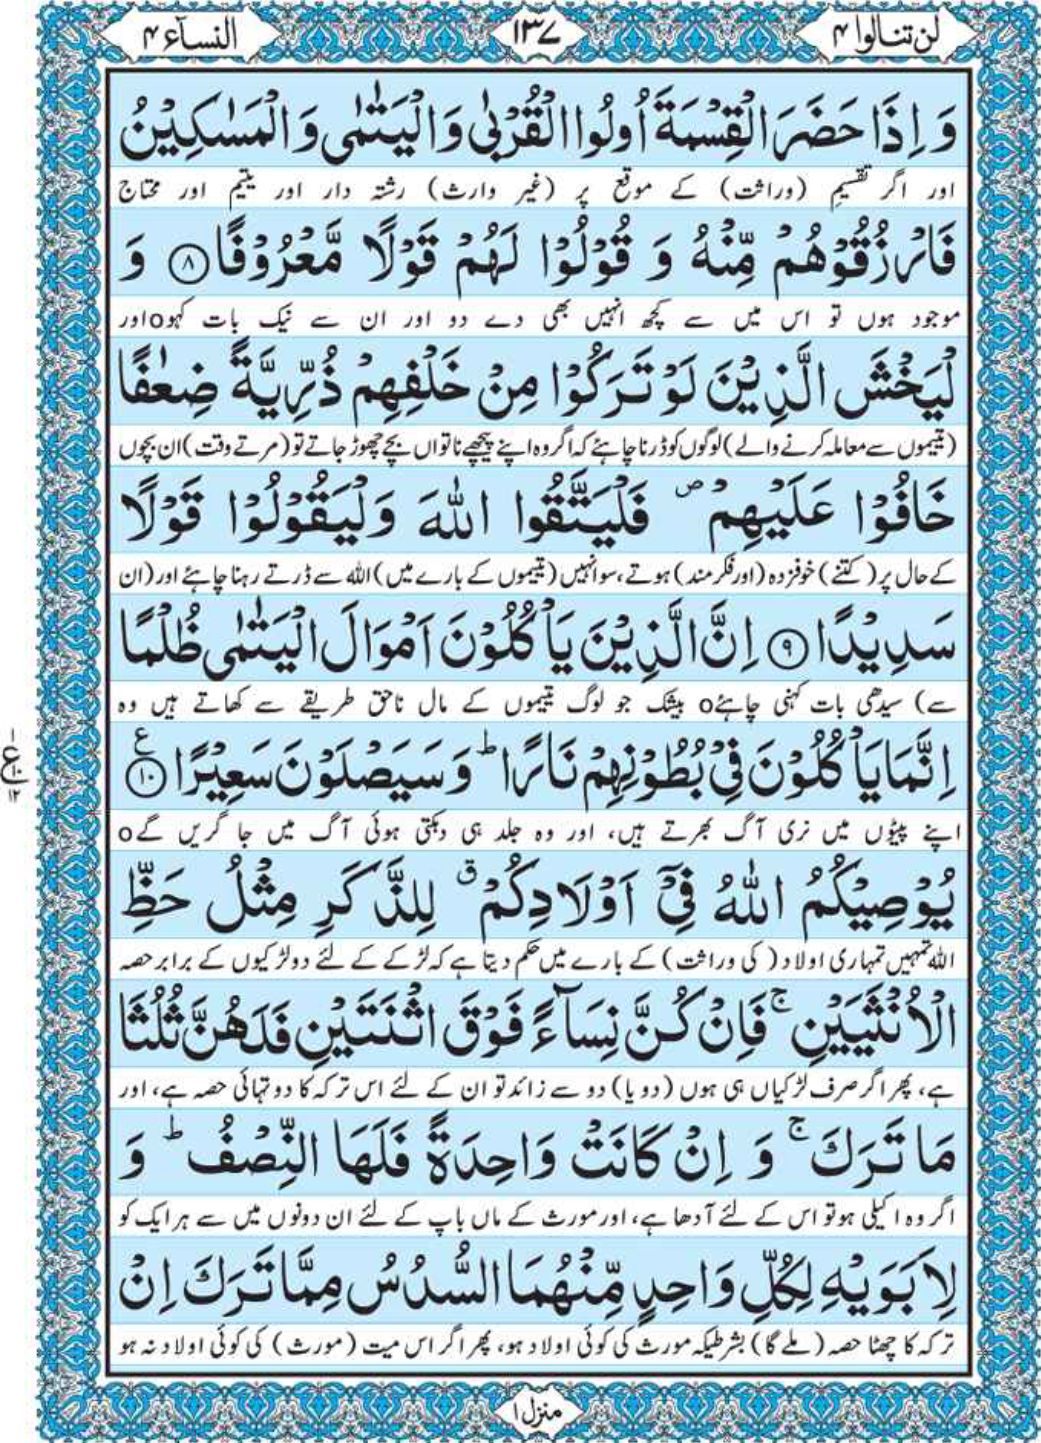 لن تنالوا ۴
۱۳۷
النسآء ۴
وَ اِذَا حَضَرَ الْقِسْمَةَ اُولُوا الْقُرْبٰى وَ الْیَتٰمٰى وَ الْمَسٰكِیْنُ
اور اگر تقسیمِ (وراثت) کے موقع پر (غیر وارث) رشتہ دار اور یتیم اور محتاج
فَارْزُقُوْهُمْ مِّنْهُ وَ قُوْلُوْا لَهُمْ قَوْلًا مَّعْرُوْفًا ۸ وَ
موجود ہوں تو اس میں سے کچھ انہیں بھی دے دو اور ان سے نیک بات کہو o اور
لْیَخْشَ الَّذِیْنَ لَوْ تَرَكُوْا مِنْ خَلْفِهِمْ ذُرِّیَّةً ضِعٰفًا
(یتیموں سے معاملہ کرنے والے) لوگوں کو ڈرنا چاہئے کہ اگر وہ اپنے پیچھے ناتواں بچے چھوڑ جاتے تو (مرتے وقت) ان بچوں
خَافُوْا عَلَیْهِمْ ۪ فَلْیَتَّقُوا اللّٰهَ وَ لْیَقُوْلُوْا قَوْلًا
کے حال پر (کتنے) خوفزدہ (اور فکر مند) ہوتے، سو انہیں (یتیموں کے بارے میں) اللہ سے ڈرتے رہنا چاہئے اور (ان
سَدِیْدًا ۹ اِنَّ الَّذِیْنَ یَاْكُلُوْنَ اَمْوَالَ الْیَتٰمٰى ظُلْمًا
سے) سیدھی بات کہنی چاہئے o بیشک جو لوگ یتیموں کے مال ناحق طریقے سے کھاتے ہیں وہ
اِنَّمَا یَاْكُلُوْنَ فِیْ بُطُوْنِهِمْ نَارًا ؕ وَ سَیَصْلَوْنَ سَعِیْرًا ۱۰ ع
اپنے پیٹوں میں نری آگ بھرتے ہیں، اور وہ جلد ہی دہکتی ہوئی آگ میں جا گریں گے o
یُوْصِیْكُمُ اللّٰهُ فِیْۤ اَوْلَادِكُمْ ۗ لِلذَّكَرِ مِثْلُ حَظِّ
اللہ تمہیں تمہاری اولاد (کی وراثت) کے بارے میں حکم دیتا ہے کہ لڑکے کے لئے دو لڑکیوں کے برابر حصہ
الْاُنْثَیَیْنِ ۚ فَاِنْ كُنَّ نِسَآءً فَوْقَ اثْنَتَیْنِ فَلَهُنَّ ثُلُثَا
ہے، پھر اگر صرف لڑکیاں ہی ہوں (دو یا) دو سے زائد تو ان کے لئے اس ترکہ کا دو تہائی حصہ ہے، اور
مَا تَرَكَ ۚ وَ اِنْ كَانَتْ وَاحِدَةً فَلَهَا النِّصْفُ ؕ وَ
اگر وہ اکیلی ہو تو اس کے لئے آدھا ہے، اور مورث کے ماں باپ کے لئے ان دونوں میں سے ہر ایک کو
لِاَبَوَیْهِ لِكُلِّ وَاحِدٍ مِّنْهُمَا السُّدُسُ مِمَّا تَرَكَ اِنْ
ترکہ کا چھٹا حصہ (ملے گا) بشرطیکہ مورث کی کوئی اولاد ہو، پھر اگر اس میت (مورث) کی کوئی اولاد نہ ہو
منزل ۱